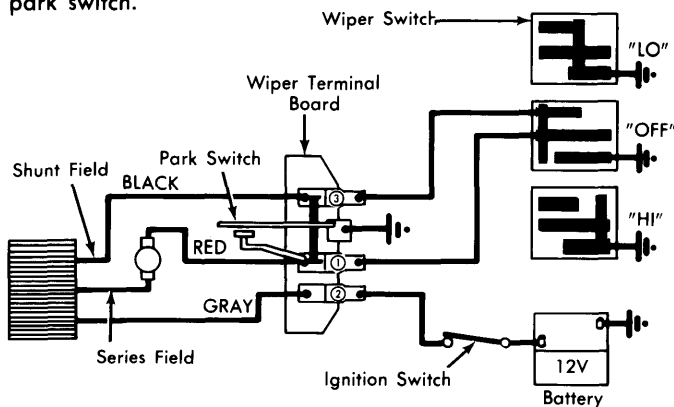 park switch.
Wiper Switch
"LO"
Wiper Terminal
Board
"OFF"
Park Switch
Shunt Field
BLACK
3
"HI"
RED
1
GRAY
2
Series Field
Ignition Switch
12V
Battery